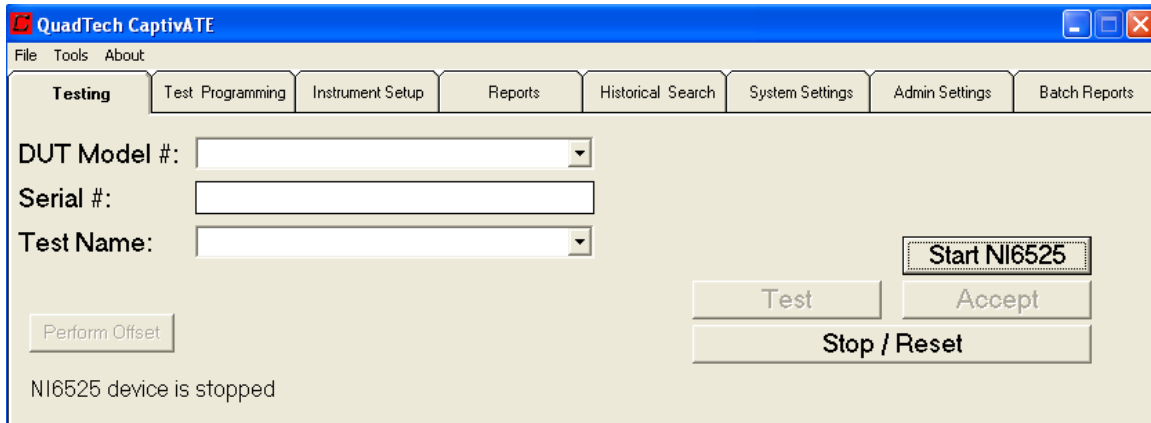 QuadTech CaptivATE
File Tools About
Testing Test Programming Instrument Setup Reports Historical Search System Settings Admin Settings Batch Reports
DUT Model #:
Serial #:
Test Name:
Start NI6525
Test Accept
Perform Offset
Stop / Reset
NI6525 device is stopped